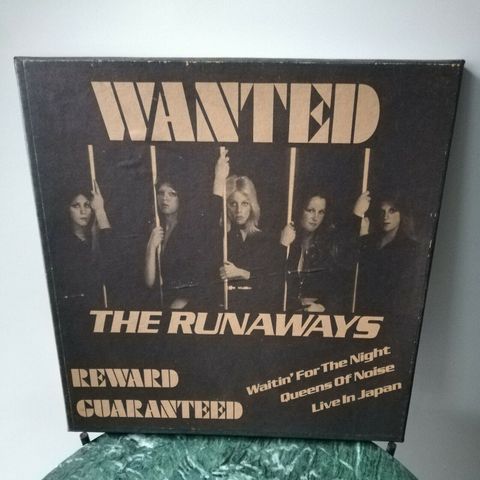 WANTED
THE RUNAWAYS
REWARD
GUARANTEED
Waitin' For The Night
Queens Of Noise
Live In Japan